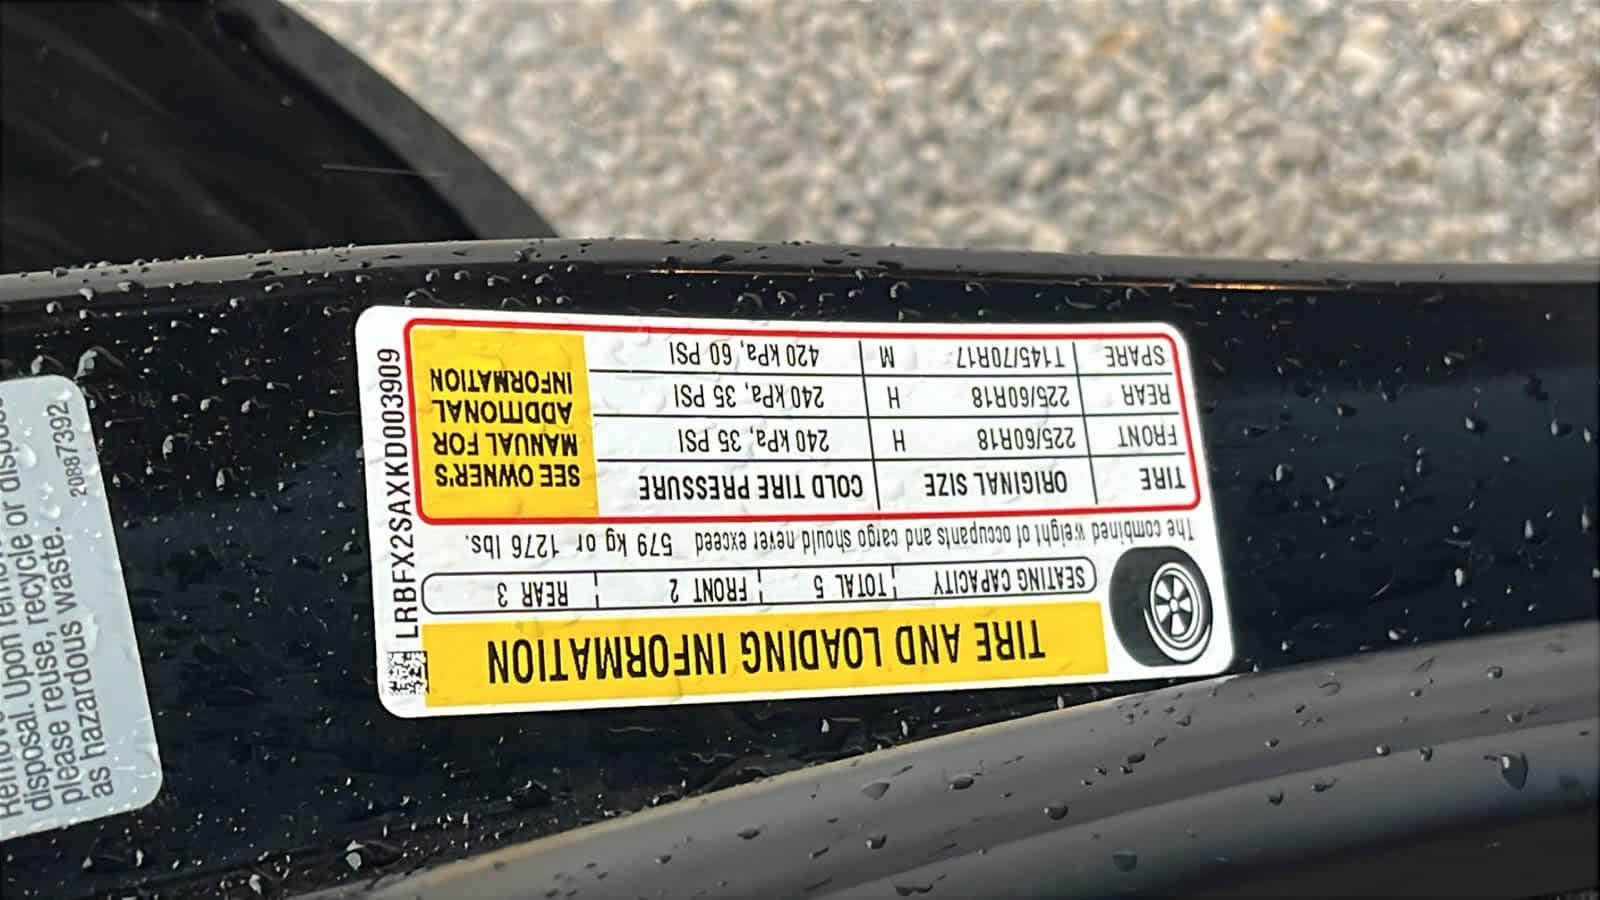 TIRE AND LOADING INFORMATION
SEATING CAPACITY TOTAL 5 FRONT 2 REAR 3
The combined weight of occupants and cargo should never exceed 579 kg or 1276 lbs.
TIRE ORIGINAL SIZE COLD TIRE PRESSURE
FRONT 225/60R18 H 240 kPa, 35 PSI
REAR 225/60R18 H 240 kPa, 35 PSI
SPARE T145/70R17 M 420 kPa, 60 PSI
SEE OWNER'S
MANUAL FOR
ADDITIONAL
INFORMATION
LRBFX2SAXKD003909
disposal. Upon
please reuse, recycle or
as hazardous waste. 20887392